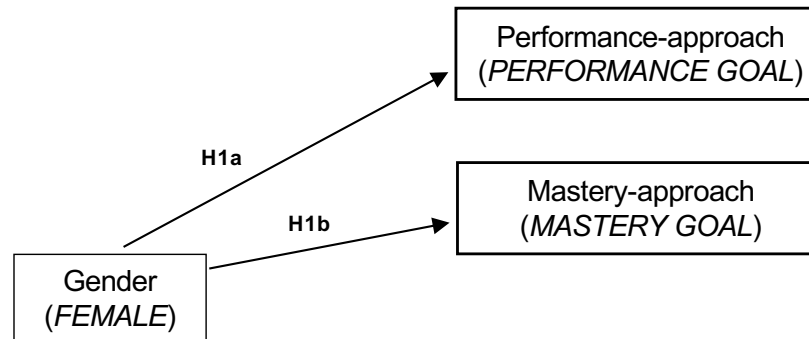 Performance-approach
(PERFORMANCE GOAL)
H1a
Mastery-approach
(MASTERY GOAL)
H1b
Gender
(FEMALE)